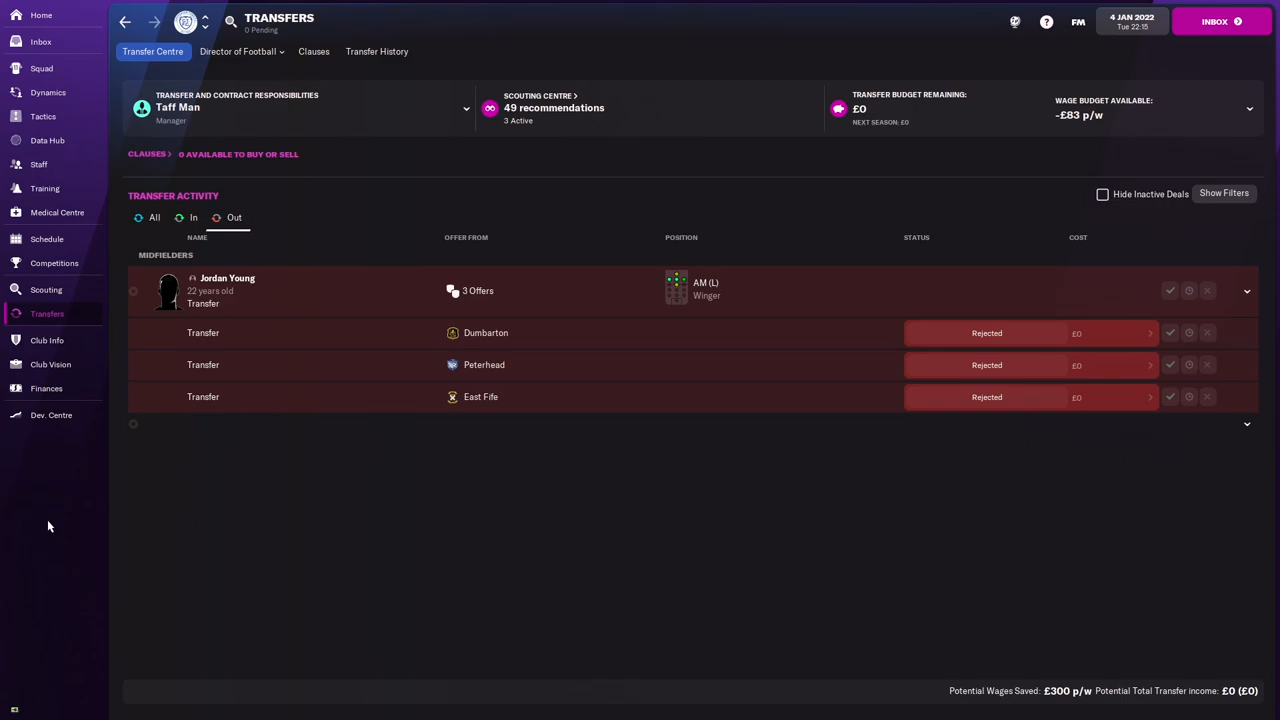 Home
Inbox
Squad
Dynamics
Tactics
Data Hub
Staff
Training
Medical Centre
Schedule
Competitions
Scouting
Transfers
Club Info
Club Vision
Finances
Dev. Centre
TRANSFERS
0 Pending
FM
4 JAN 2022
Tue 22:15
INBOX
Transfer Centre Director of Football Clauses Transfer History
TRANSFER AND CONTRACT RESPONSIBILITIES
Taff Man
Manager
SCOUTING CENTRE >
49 recommendations
3 Active
TRANSFER BUDGET REMAINING:
£0
NEXT SEASON: £0
WAGE BUDGET AVAILABLE:
-£83 p/w
CLAUSES > 0 AVAILABLE TO BUY OR SELL
TRANSFER ACTIVITY
Hide Inactive Deals Show Filters
All In Out
NAME OFFER FROM POSITION STATUS COST
MIDFIELDERS
Jordan Young
22 years old
Transfer
3 Offers
AM (L)
Winger
Transfer Dumbarton Rejected £0
Transfer Peterhead Rejected £0
Transfer East Fife Rejected £0
Potential Wages Saved: £300 p/w Potential Total Transfer income: £0 (£0)